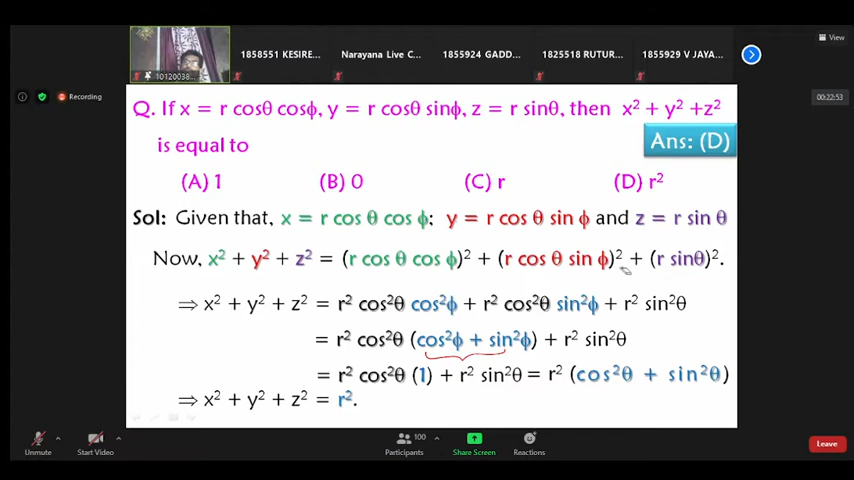 View
1858551 KESIRE... Narayana Live C... 1855924 GADD... 1825518 RUTUR... 1855929 V JAYA...
10120038...
Recording
00:22:53
Q. If x = r cosθ cosϕ, y = r cosθ sinϕ, z = r sinθ, then x² + y² +z²
is equal to
Ans: (D)
(A) 1 (B) 0 (C) r (D) r²
Sol: Given that, x = r cos θ cos ϕ; y = r cos θ sin ϕ and z = r sin θ
Now, x² + y² + z² = (r cos θ cos ϕ)² + (r cos θ sin ϕ)² + (r sinθ)².
⇒ x² + y² + z² = r² cos²θ cos²ϕ + r² cos²θ sin²ϕ + r² sin²θ
= r² cos²θ (cos²ϕ + sin²ϕ) + r² sin²θ
= r² cos²θ (1) + r² sin²θ = r² (cos²θ + sin²θ)
⇒ x² + y² + z² = r².
Unmute Start Video 100 Participants Share Screen Reactions Leave